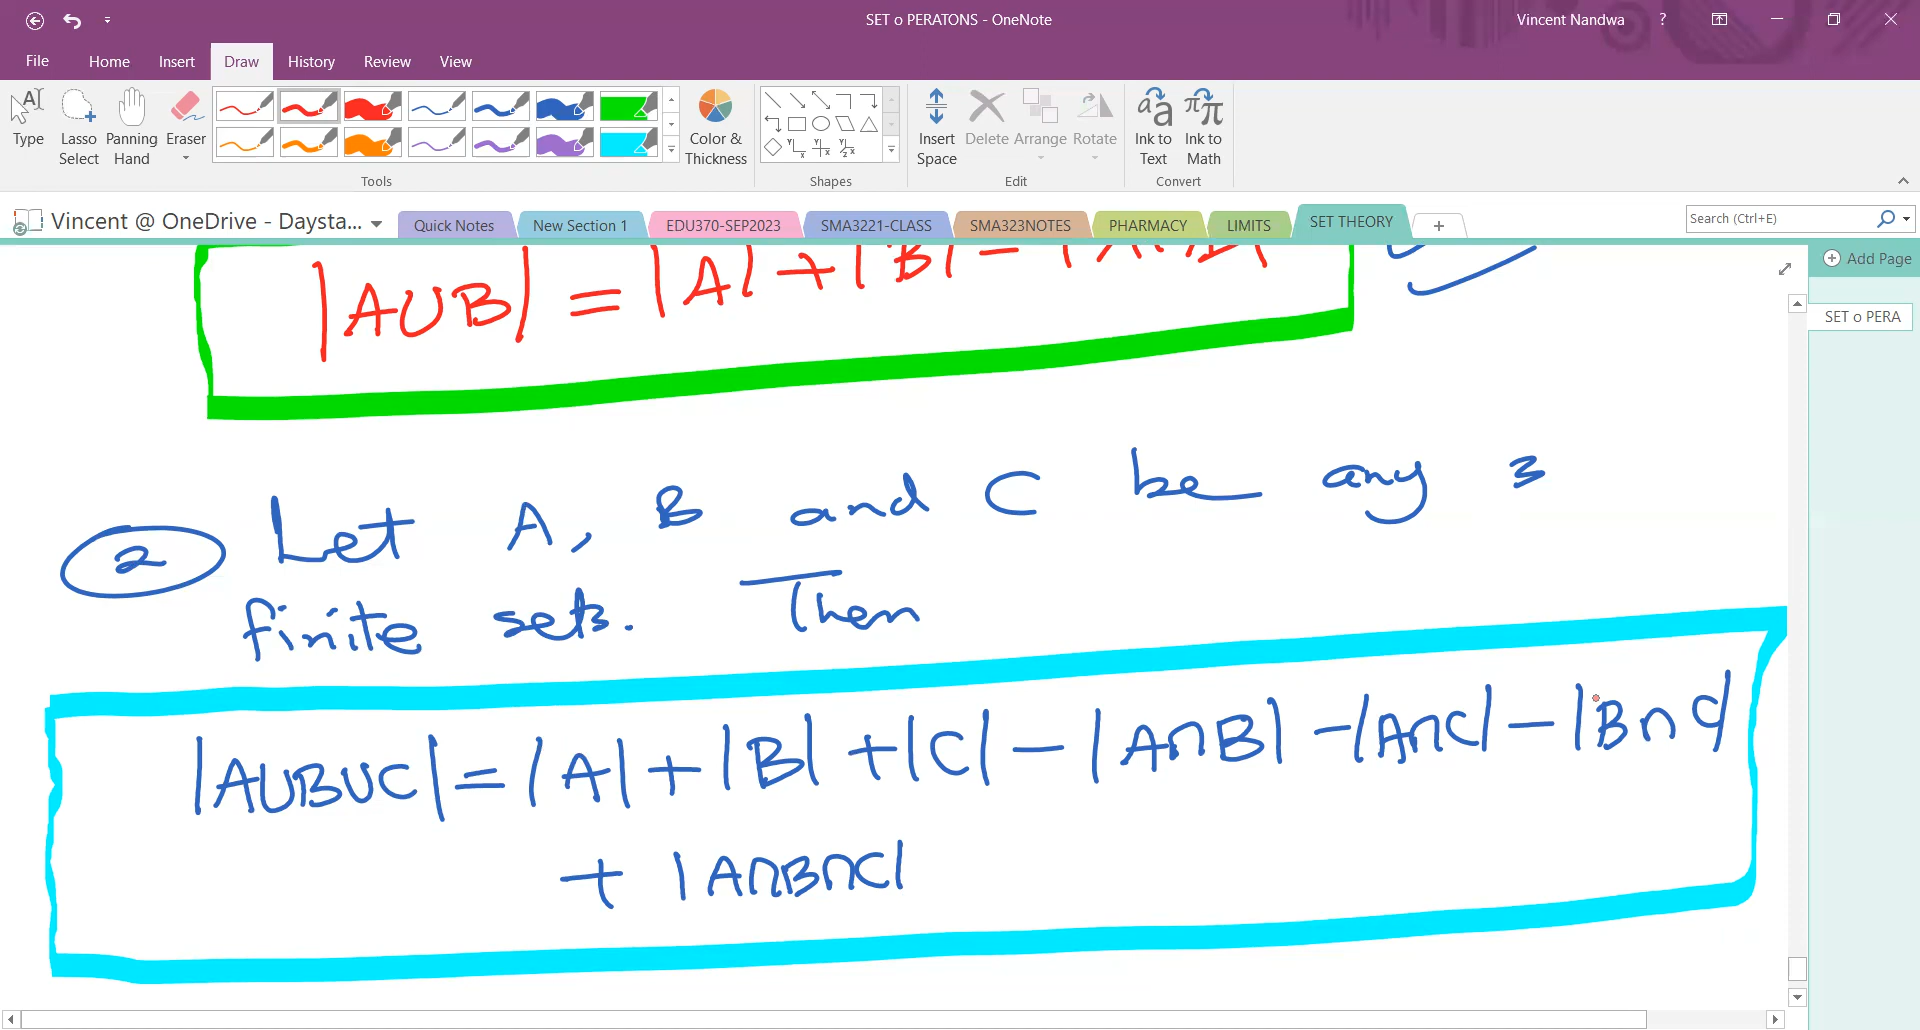 SET o PERATONS - OneNote
Vincent Nandwa
?
File Home Insert Draw History Review View
Type
Lasso Select
Panning Hand
Eraser
Color & Thickness
Insert Space
Delete
Arrange
Rotate
Ink to Text
Ink to Math
Tools
Shapes
Edit
Convert
Vincent @ OneDrive - Daysta...
Quick Notes
New Section 1
EDU370-SEP2023
SMA3221-CLASS
SMA323NOTES
PHARMACY
LIMITS
SET THEORY
+
Search (Ctrl+E)
Add Page
SET o PERA
|A∪B| = |A| + |B| - |A∩B|
② Let A, B and C be any 3
finite sets. Then
|A∪B∪C| = |A| + |B| + |C| - |A∩B| - |A∩C| - |B∩C|
+ |A∩B∩C|